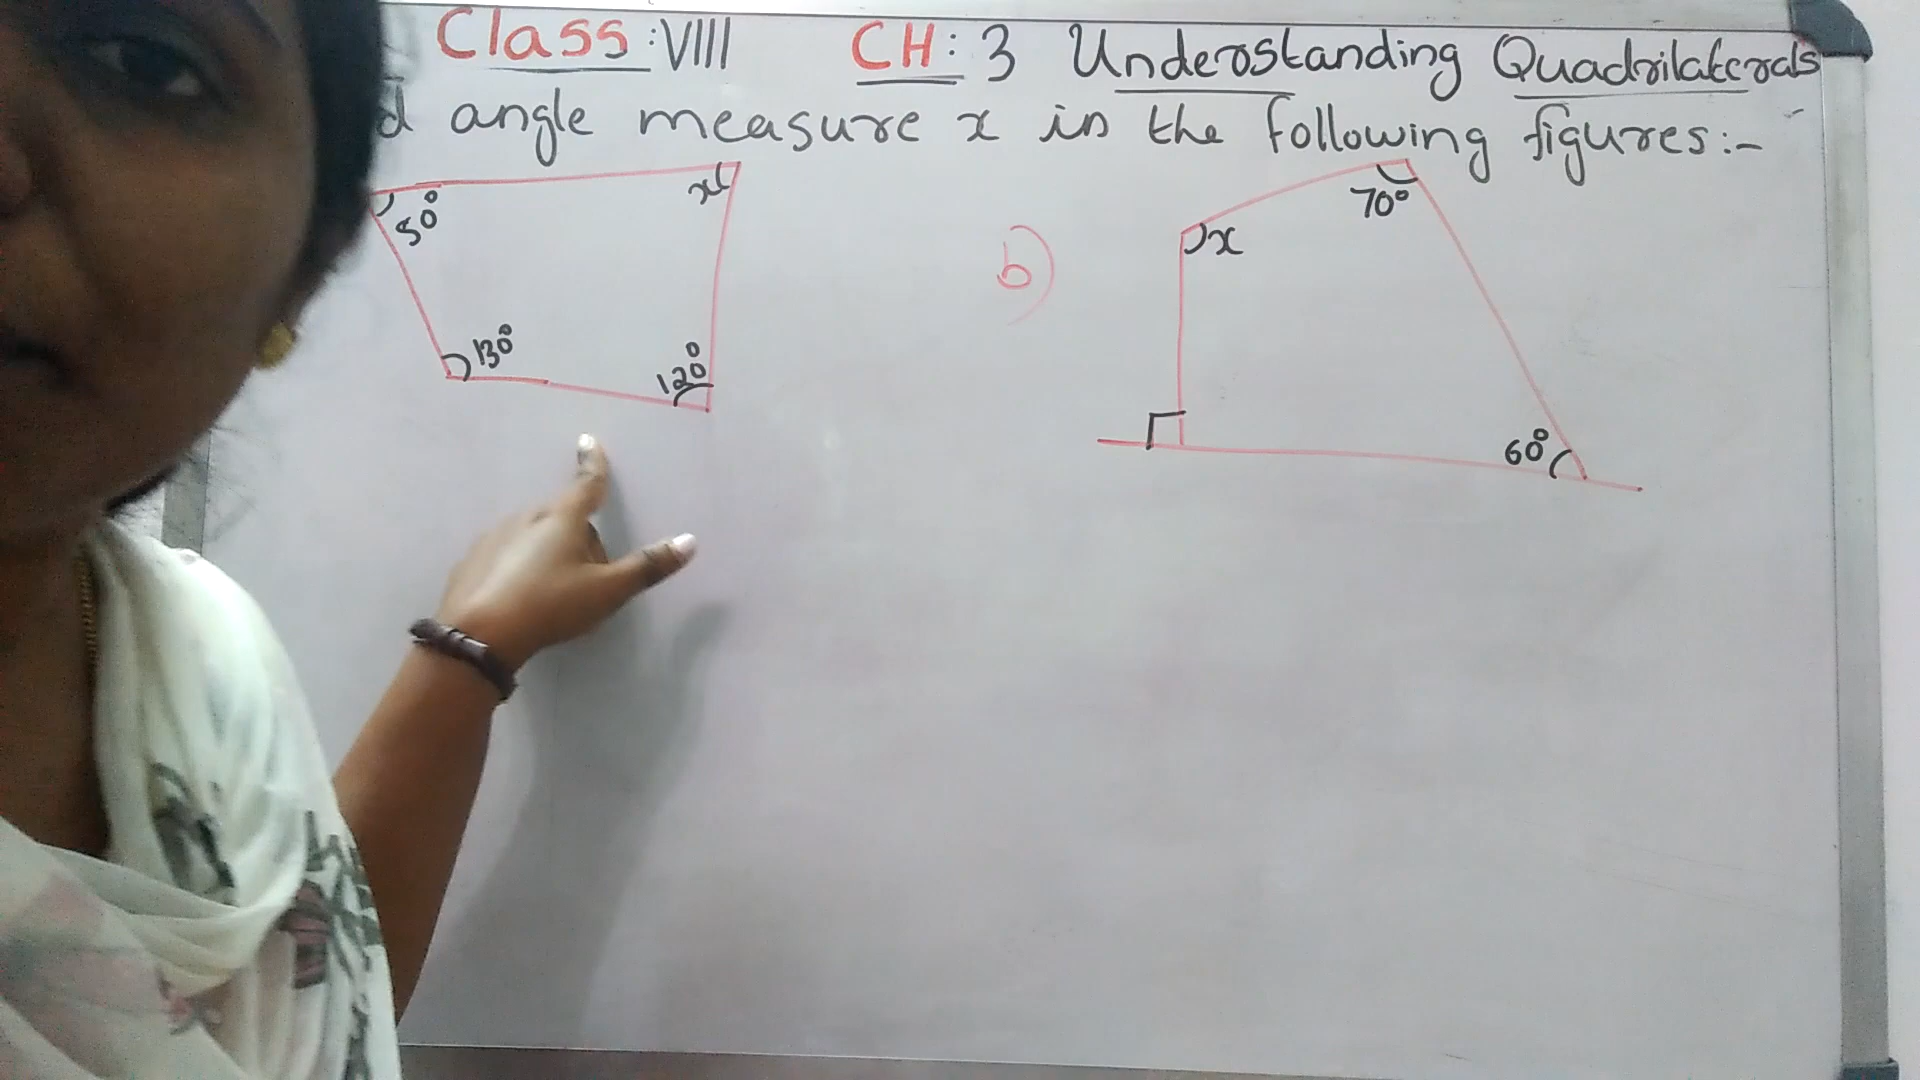 Class:VIII CH:3 Understanding Quadrilaterals
d angle measure x in the following figures:-
50° x
130° 120°
b) x 70°
60°